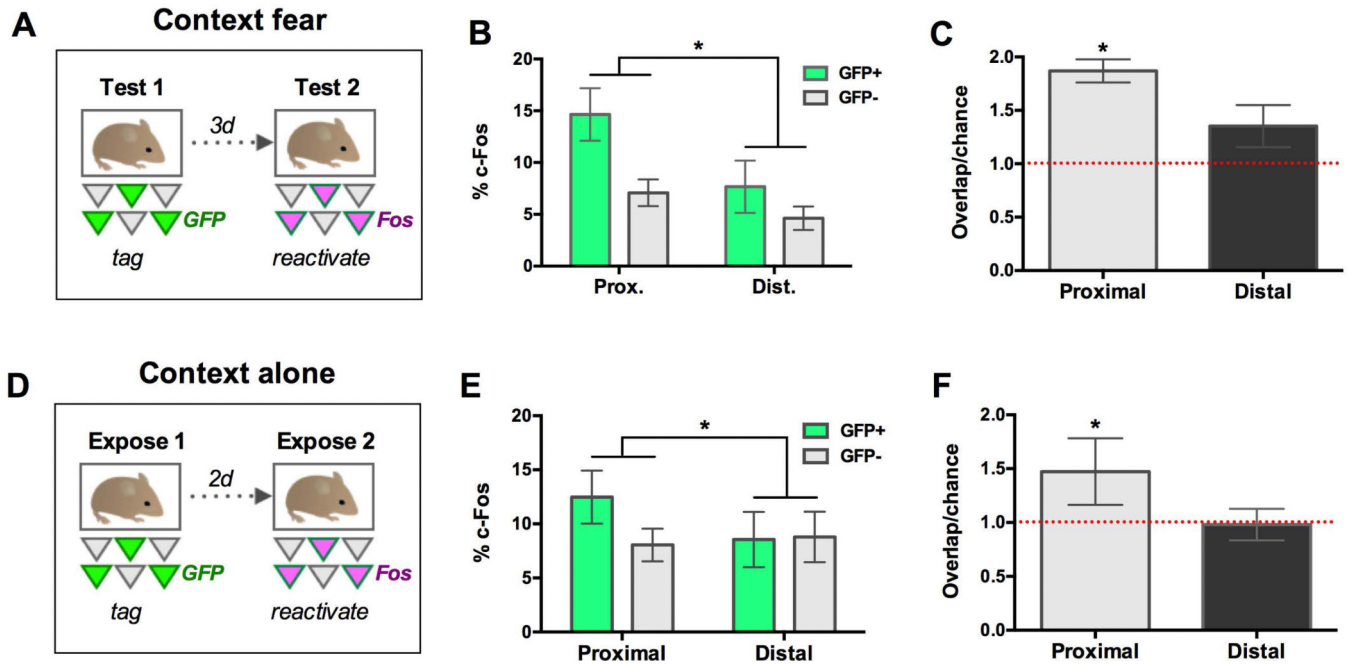 A
Context fear
Test 1
Test 2
3d
GFP
Fos
tag
reactivate
B
*
GFP+
GFP-
% c-Fos
20
15
10
5
0
Prox.
Dist.
C
*
Overlap/chance
2.0
1.5
1.0
0.5
0.0
Proximal
Distal
D
Context alone
Expose 1
Expose 2
2d
GFP
Fos
tag
reactivate
E
*
GFP+
GFP-
% c-Fos
20
15
10
5
0
Proximal
Distal
F
*
Overlap/chance
2.0
1.5
1.0
0.5
0.0
Proximal
Distal